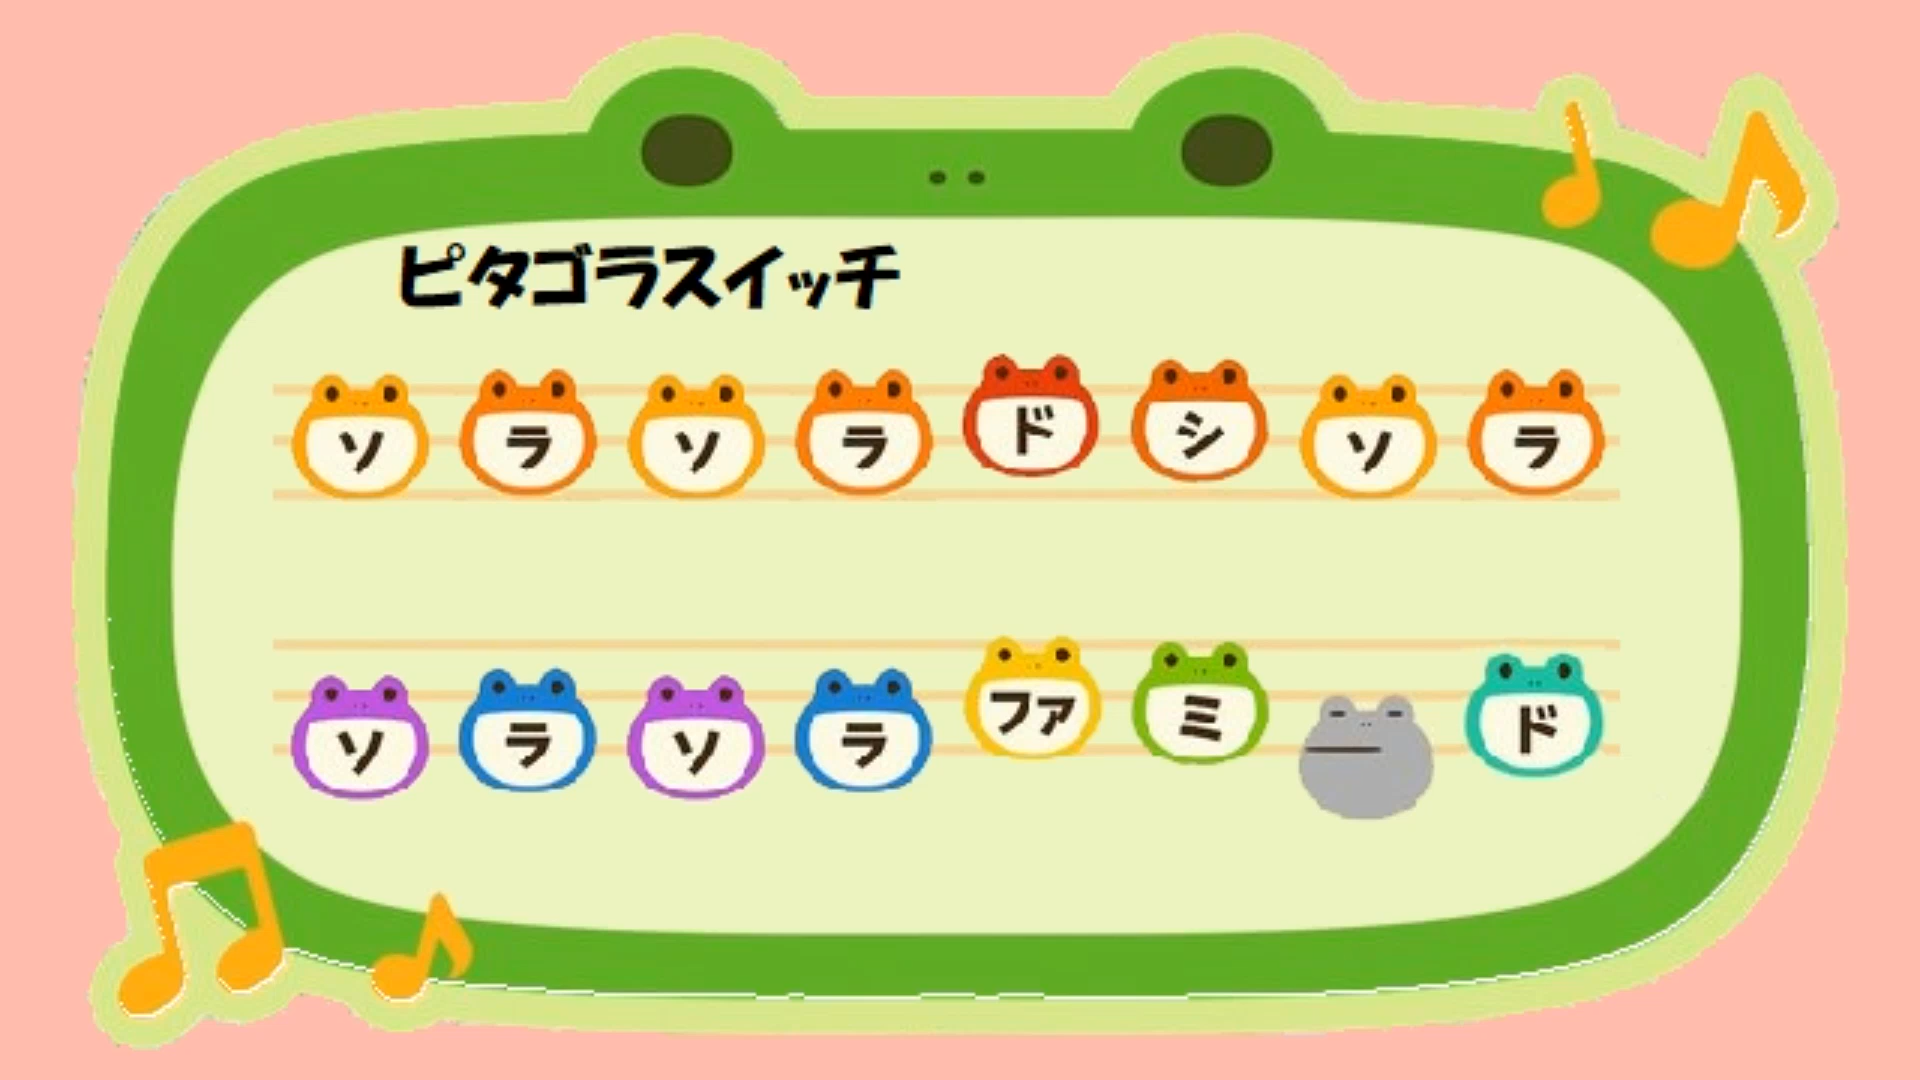 ピタゴラスイッチ
ソ ラ ソ ラ ド シ ソ ラ
ソ ラ ソ ラ ファ ミ ド